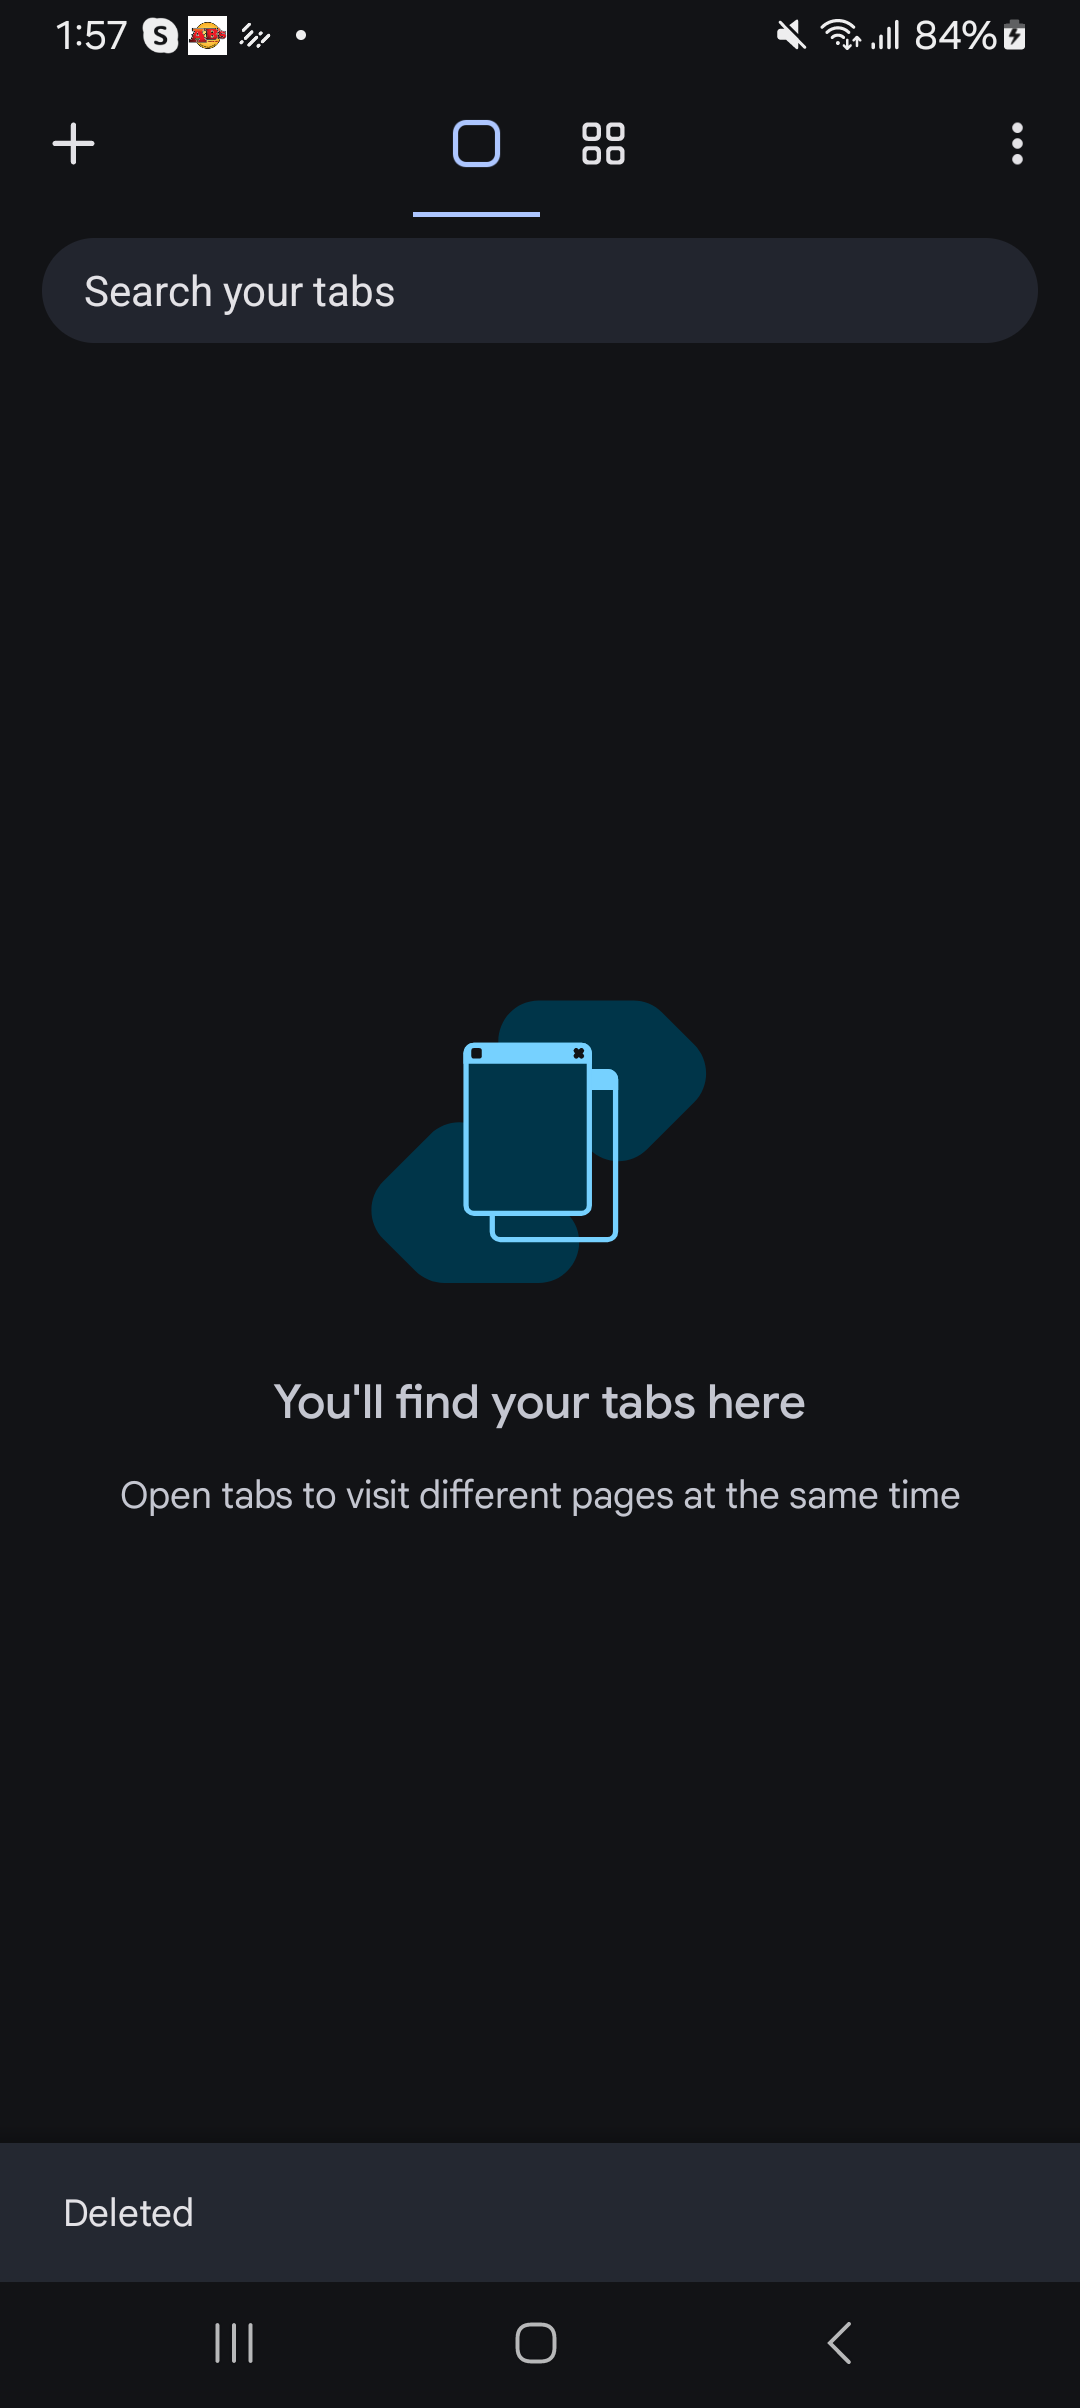 1:57 S AE's 84%
Search your tabs
You'll find your tabs here
Open tabs to visit different pages at the same time
Deleted